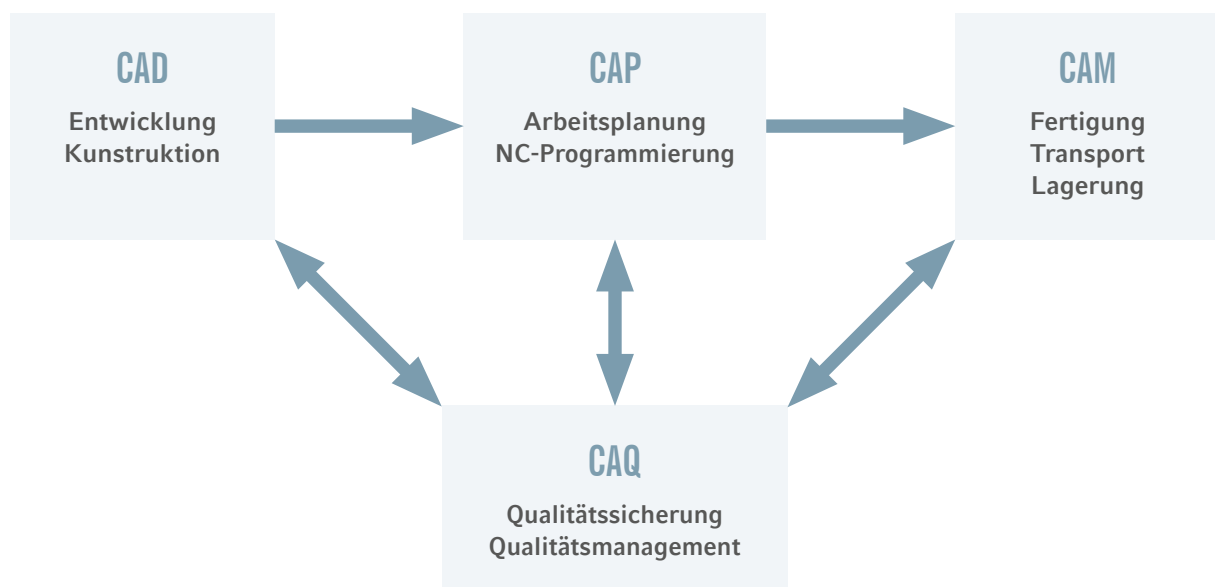 CAD
Entwicklung
Kunstruktion
CAP
Arbeitsplanung
NC-Programmierung
CAM
Fertigung
Transport
Lagerung
CAQ
Qualitätssicherung
Qualitätsmanagement